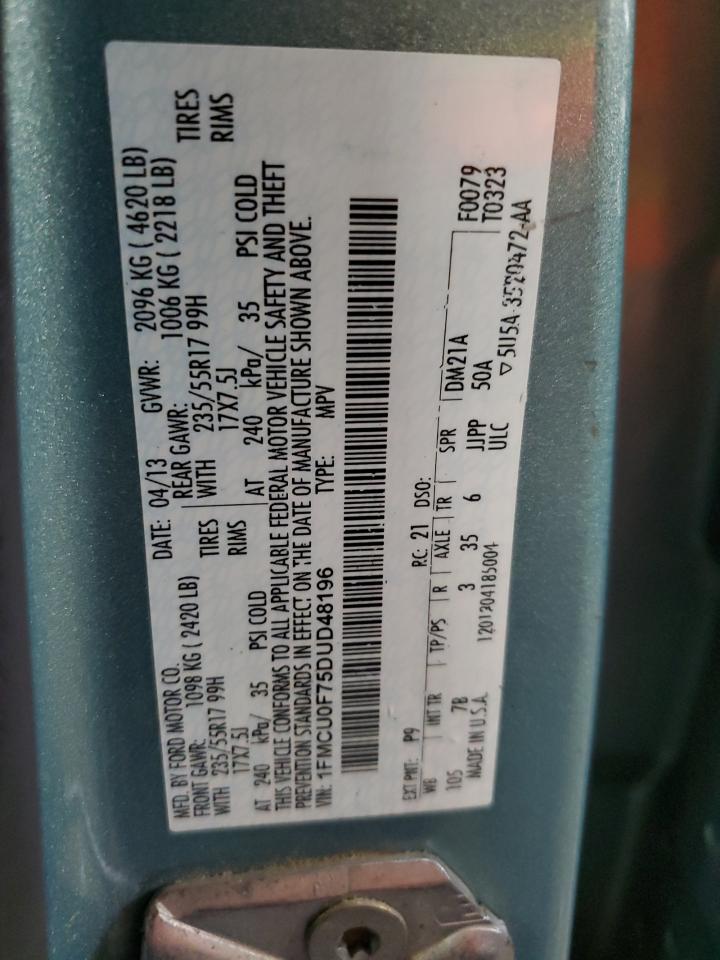 MFD. BY FORD MOTOR CO.
DATE: 04/13 GVWR: 2096 KG ( 4620 LB)
FRONT GAWR: 1098 KG ( 2420 LB) REAR GAWR: 1006 KG ( 2218 LB)
WITH 235/55R17 99H TIRES WITH 235/55R17 99H TIRES
17X7.5J RIMS 17X7.5J RIMS
AT 240 kPa/ 35 PSI COLD AT 240 kPa/ 35 PSI COLD
THIS VEHICLE CONFORMS TO ALL APPLICABLE FEDERAL MOTOR VEHICLE SAFETY AND THEFT
PREVENTION STANDARDS IN EFFECT ON THE DATE OF MANUFACTURE SHOWN ABOVE.
VIN: 1FMCU0F75DUD48196 TYPE: MPV
EXT PNT: P9 RC: 21 DSO: F0079
WB INT TR TP/PS R AXLE TR SPR DM21A T0323
105 7B 3 35 6 JJPP 50A
MADE IN U.S.A. 1201304185004 ULC ▽5U5A-3520472-AA